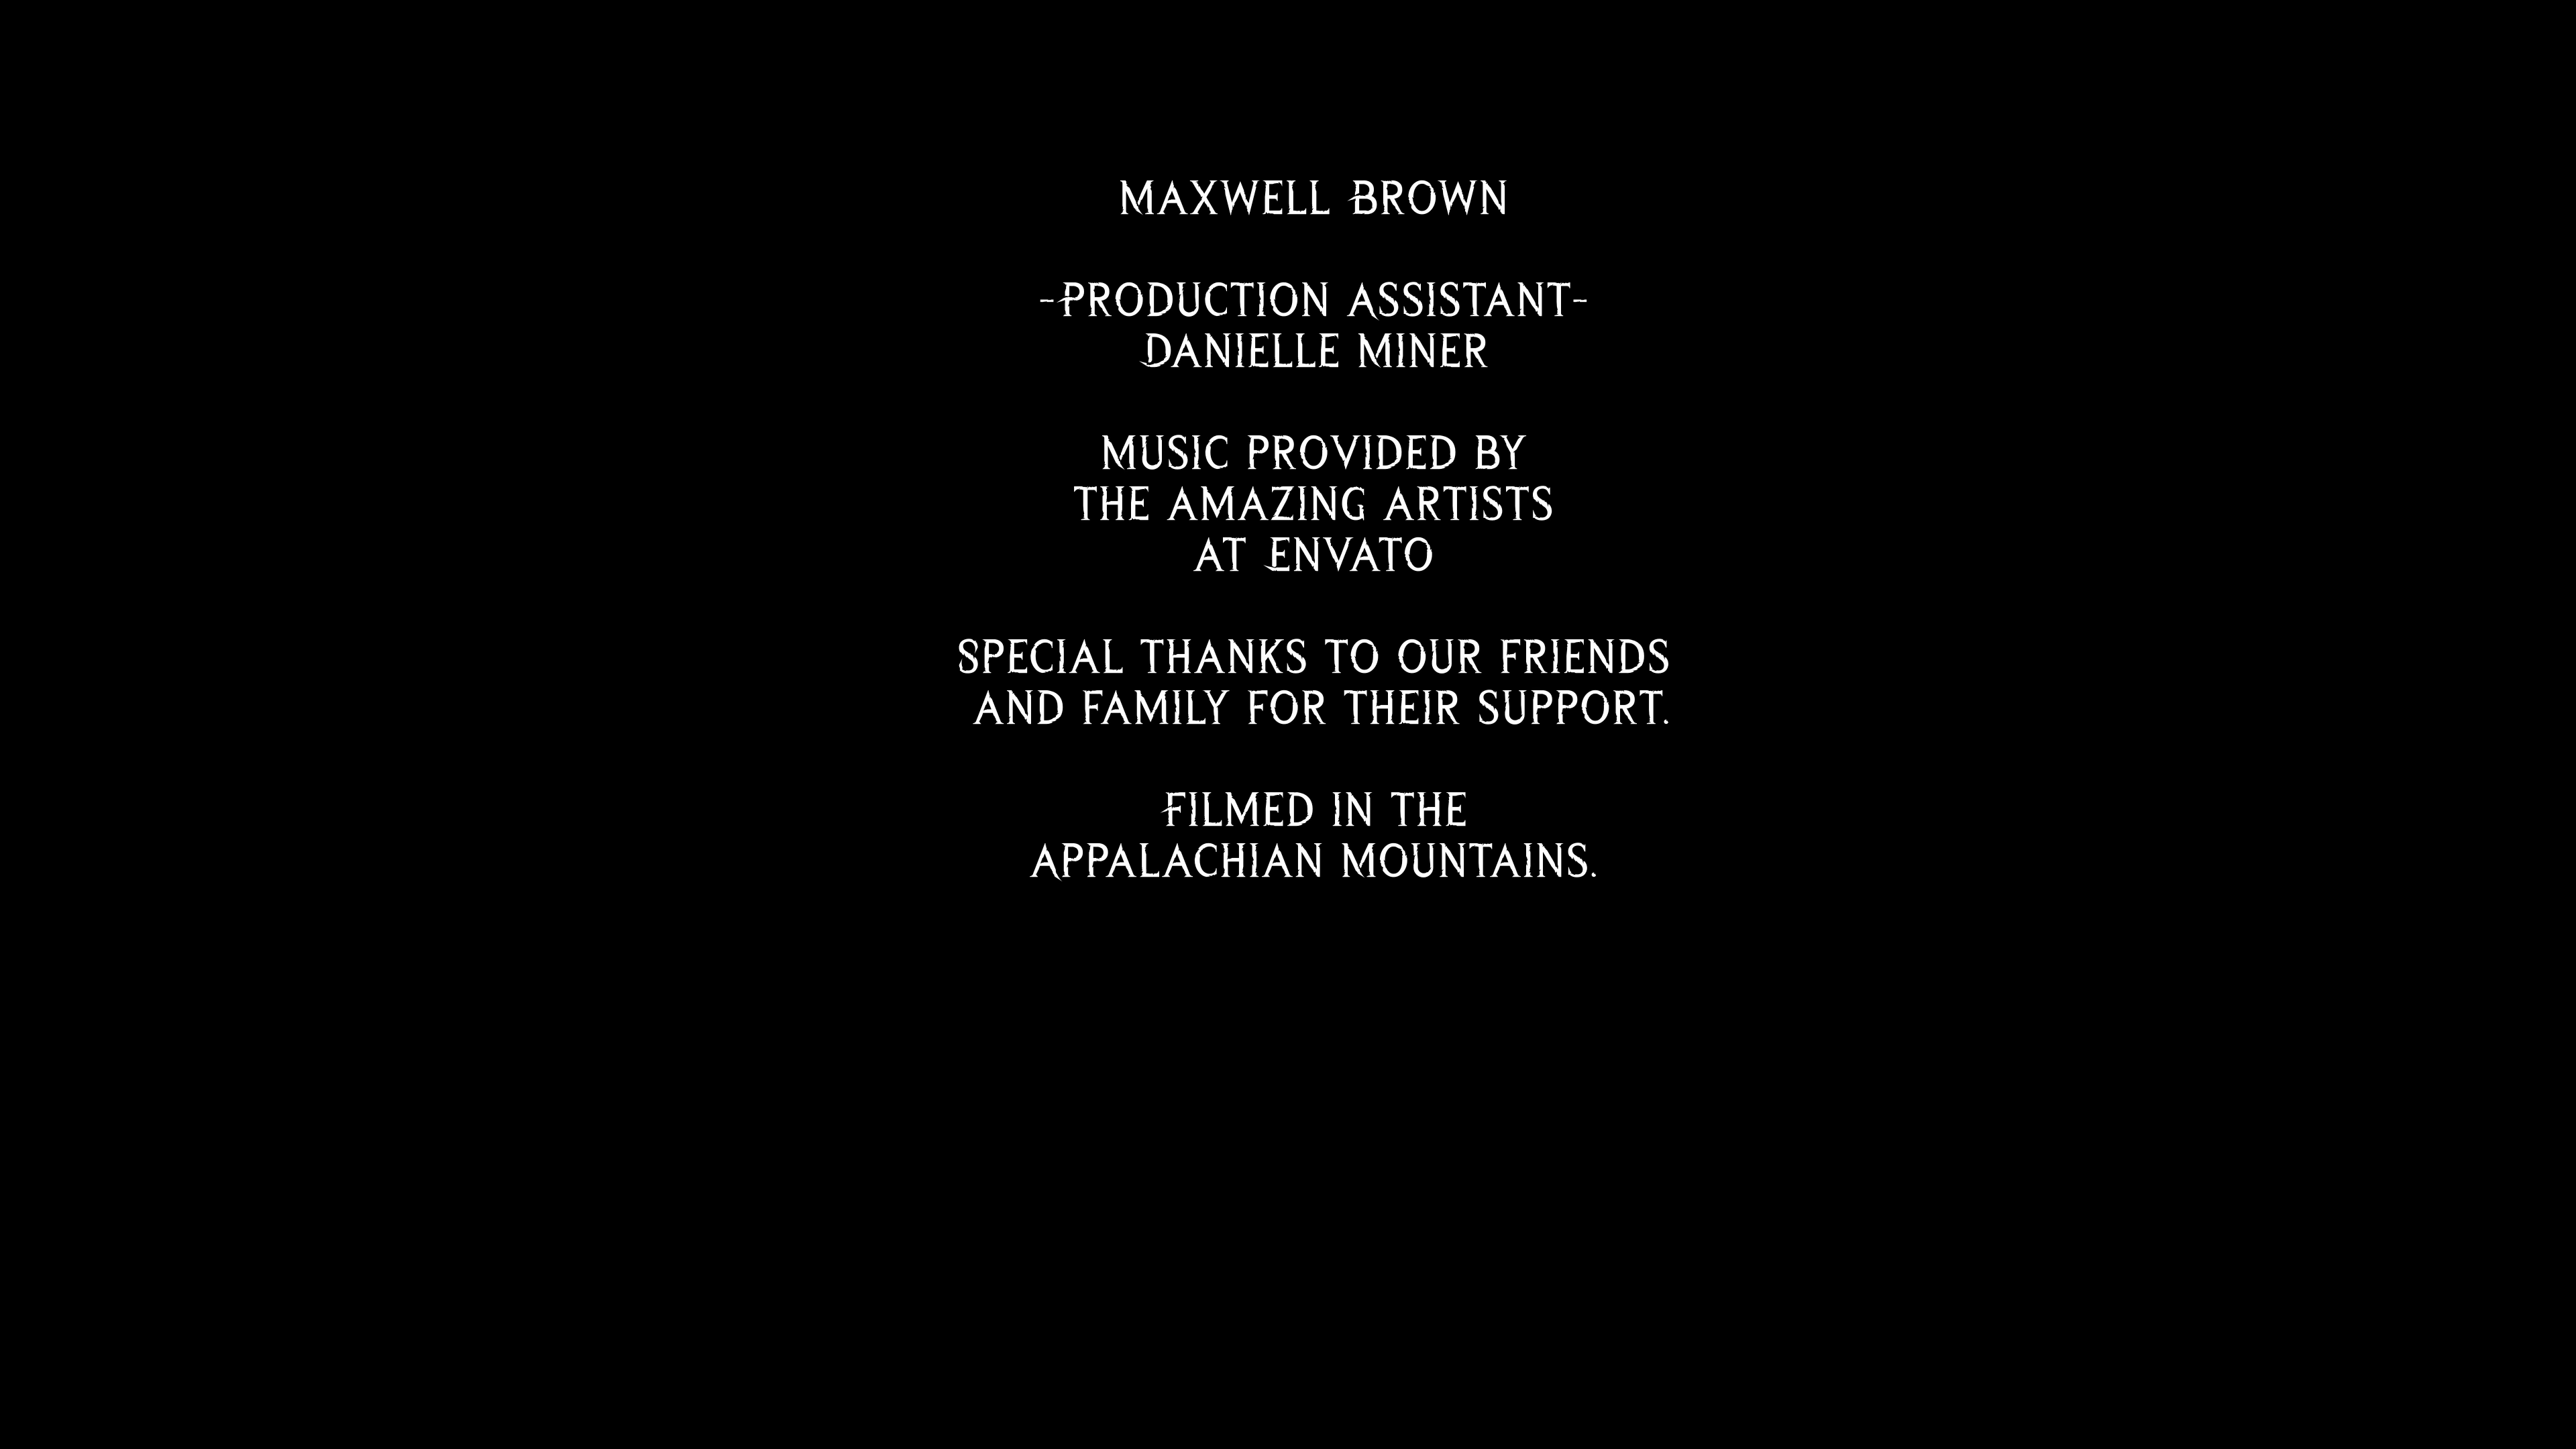 Maxwell Brown
-Production Assistant-
Danielle Miner
Music provided by
the amazing artists
at Envato
Special thanks to our friends
and family for their support.
Filmed in the
Appalachian Mountains.